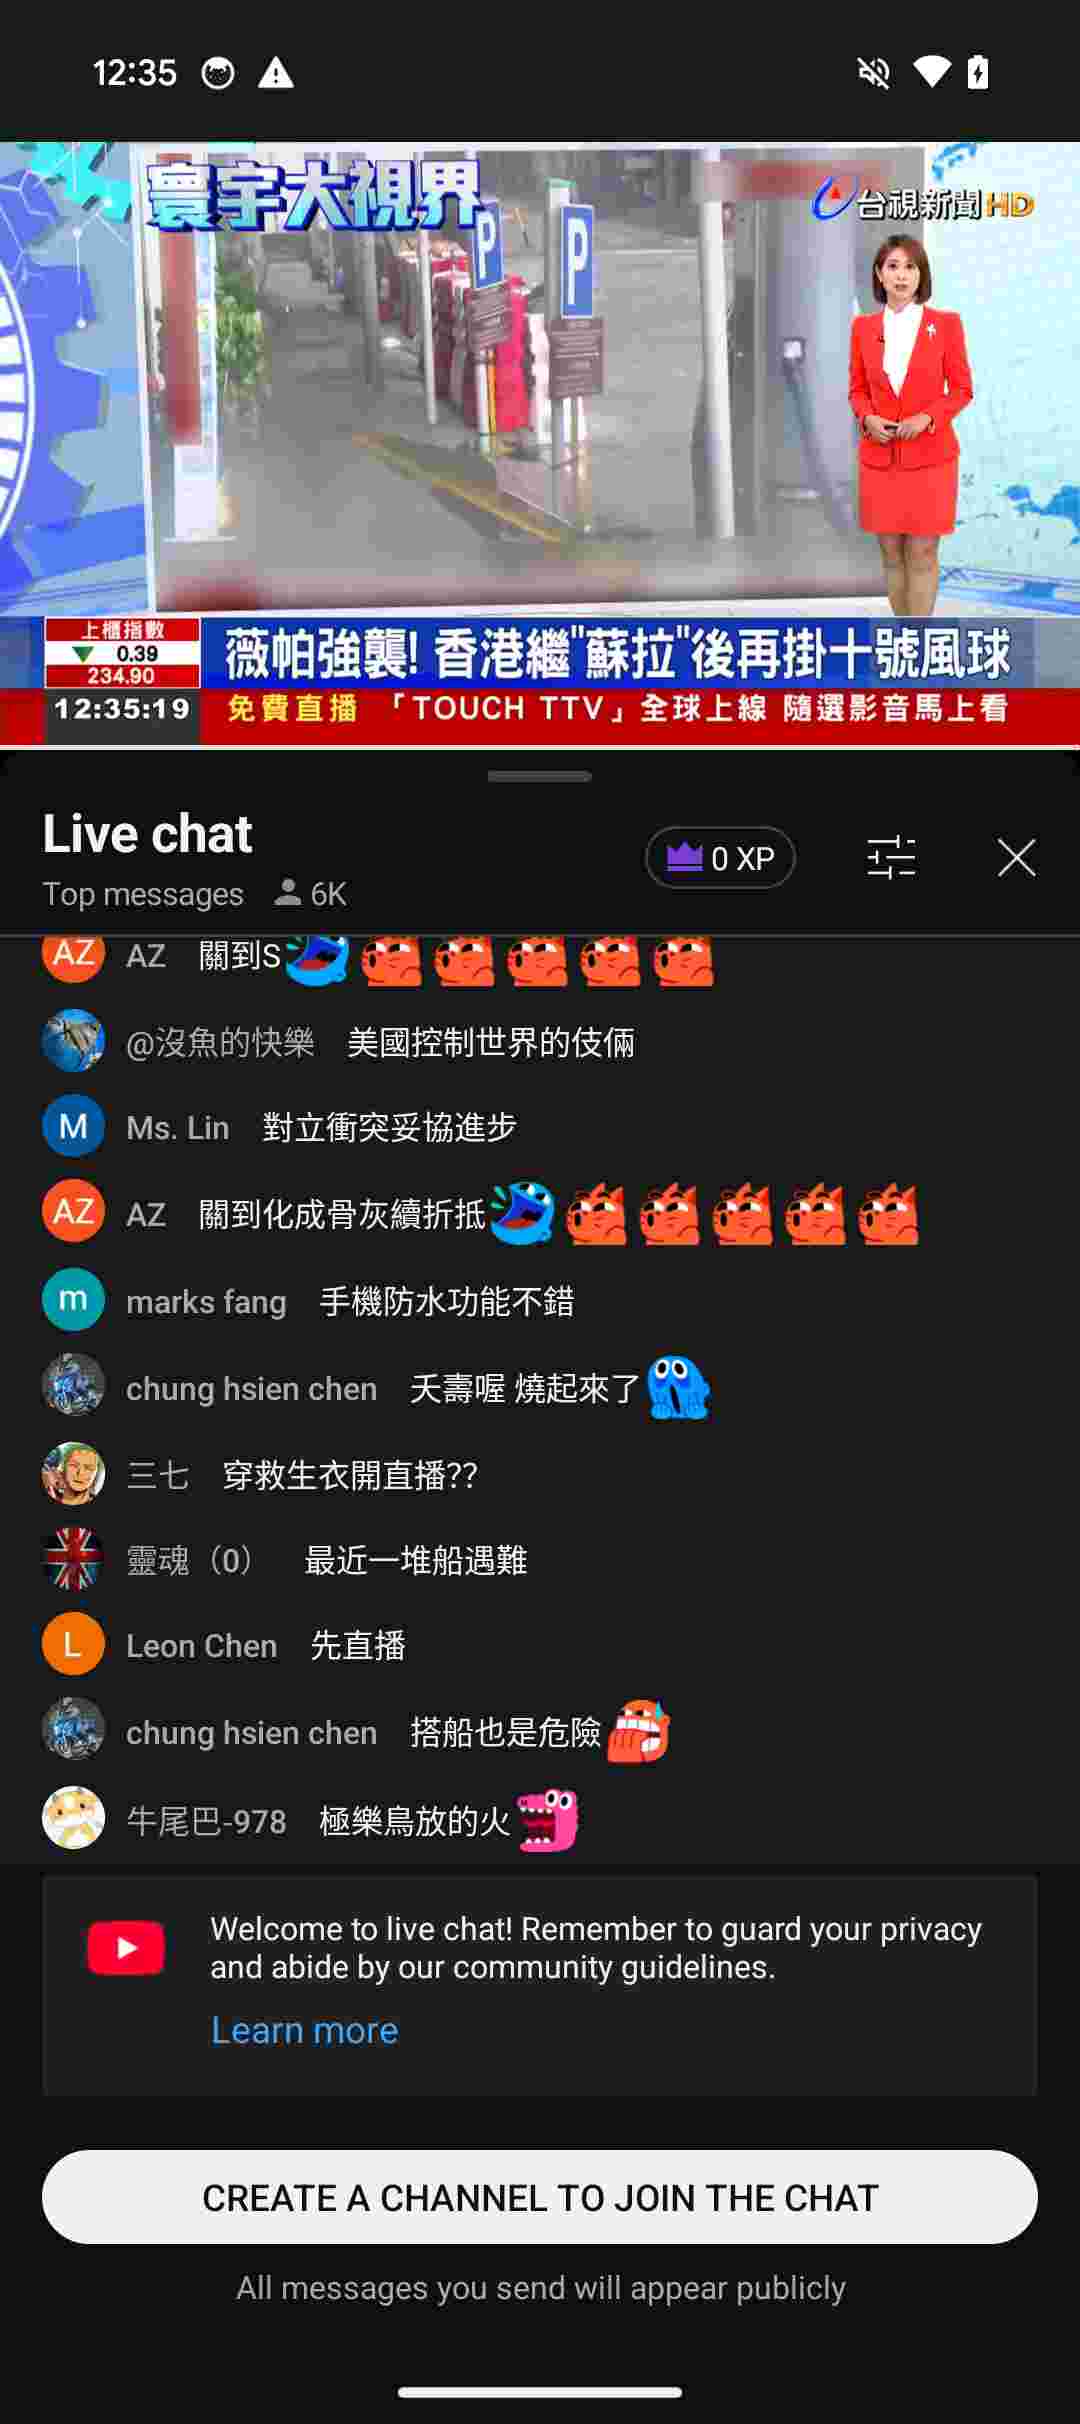 12:35
寰宇大視界
台視新聞HD
P
P
上櫃指數
0.39
234.90
薇帕強襲! 香港繼"蘇拉"後再掛十號風球
12:35:19
免費直播 「TOUCH TTV」全球上線 隨選影音馬上看
Live chat
0 XP
Top messages 6K
AZ AZ 關到S
@沒魚的快樂 美國控制世界的伎倆
M Ms. Lin 對立衝突妥協進步
AZ AZ 關到化成骨灰續折抵
m marks fang 手機防水功能不錯
chung hsien chen 夭壽喔 燒起來了
三七 穿救生衣開直播??
靈魂（0） 最近一堆船遇難
L Leon Chen 先直播
chung hsien chen 搭船也是危險
牛尾巴-978 極樂鳥放的火
Welcome to live chat! Remember to guard your privacy
and abide by our community guidelines.
Learn more
CREATE A CHANNEL TO JOIN THE CHAT
All messages you send will appear publicly